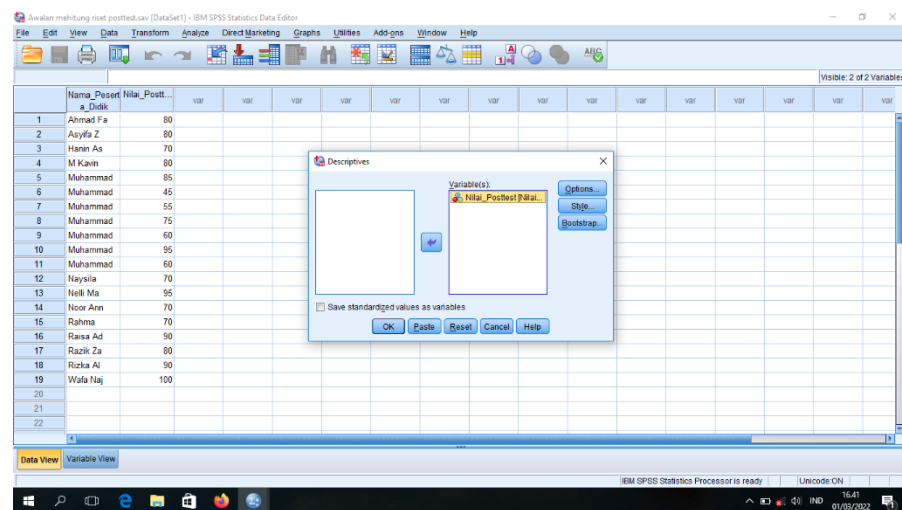 Awalan mehitung riset posttest.sav [DataSet1] - IBM SPSS Statistics Data Editor
File Edit View Data Transform Analyze Direct Marketing Graphs Utilities Add-ons Window Help
Visible: 2 of 2 Variables
Nama_Peserta_Didik Nilai_Postt... var var var var var var var var var var var var var var var
1 Ahmad Fa 80
2 Asyifa Z 80
3 Hanin As 70
4 M Kavin 80
5 Muhammad 85
6 Muhammad 45
7 Muhammad 55
8 Muhammad 75
9 Muhammad 60
10 Muhammad 95
11 Muhammad 60
12 Naysila 70
13 Nelli Ma 95
14 Noor Ann 70
15 Rahma 70
16 Raisa Ad 90
17 Razik Za 80
18 Rizka Al 90
19 Wafa Naj 100
20
21
22
Descriptives
Variable(s):
Nilai_Posttest [Nilai...
Options...
Style...
Bootstrap...
Save standardized values as variables
OK Paste Reset Cancel Help
Data View Variable View
IBM SPSS Statistics Processor is ready Unicode:ON
IND 16.41
01/03/2022